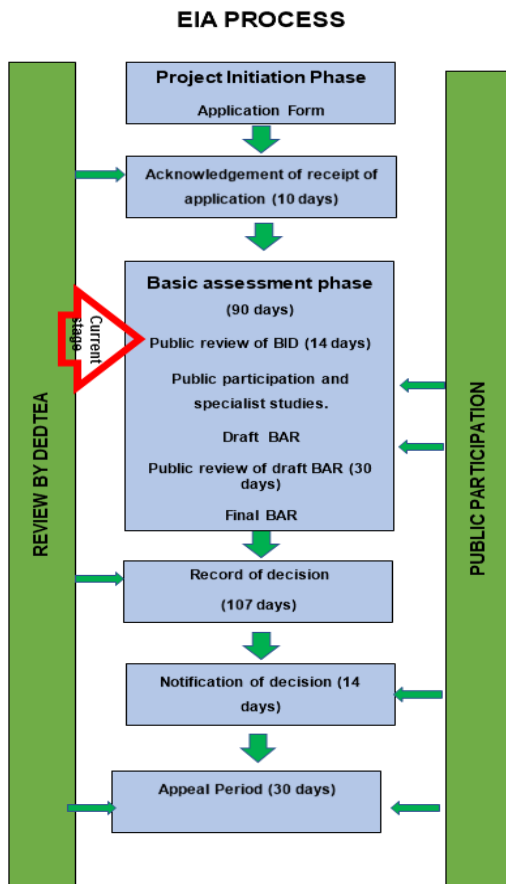 EIA PROCESS
Project Initiation Phase
Application Form
Acknowledgement of receipt of
application (10 days)
Basic assessment phase
(90 days)
Public review of BID (14 days)
Public participation and
specialist studies.
Draft BAR
Public review of draft BAR (30
days)
Final BAR
Record of decision
(107 days)
Notification of decision (14
days)
Appeal Period (30 days)
REVIEW BY DEDTEA
Current
stage
PUBLIC PARTICIPATION